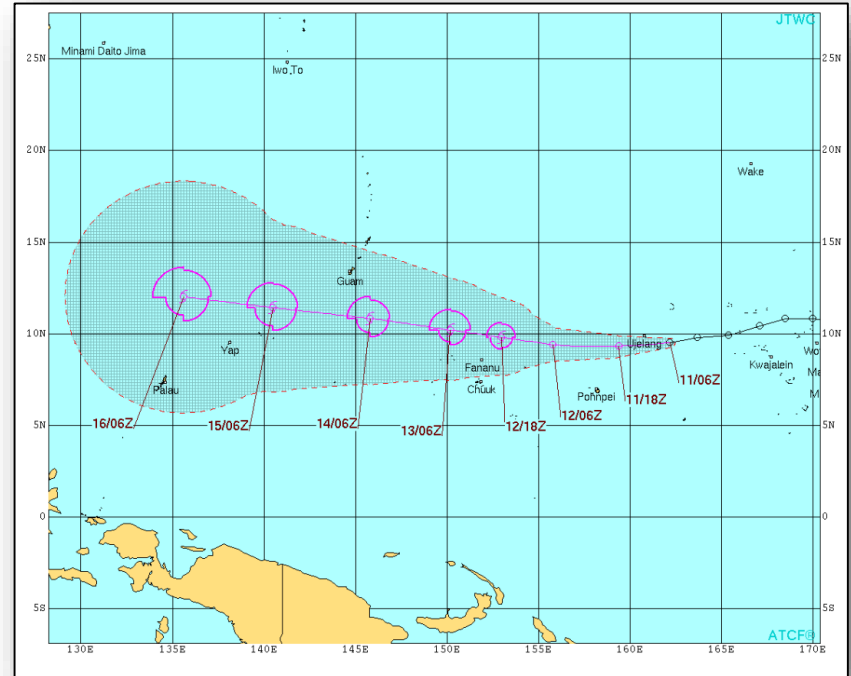 JTWC
Minami Daito Jima
25N
Iwo To
25N
20N
20N
Wake
15N
15N
Guam
10N
Ujelang
10N
Yap
Fananu
Kwajalein
Wo
Palau
Chuuk
Pohnpei
Ma
M
11/06Z
11/18Z
12/06Z
16/06Z
15/06Z
14/06Z
13/06Z
12/18Z
5N
5N
0
0
5S
5S
ATCF®
130E
135E
140E
145E
150E
155E
160E
165E
170E